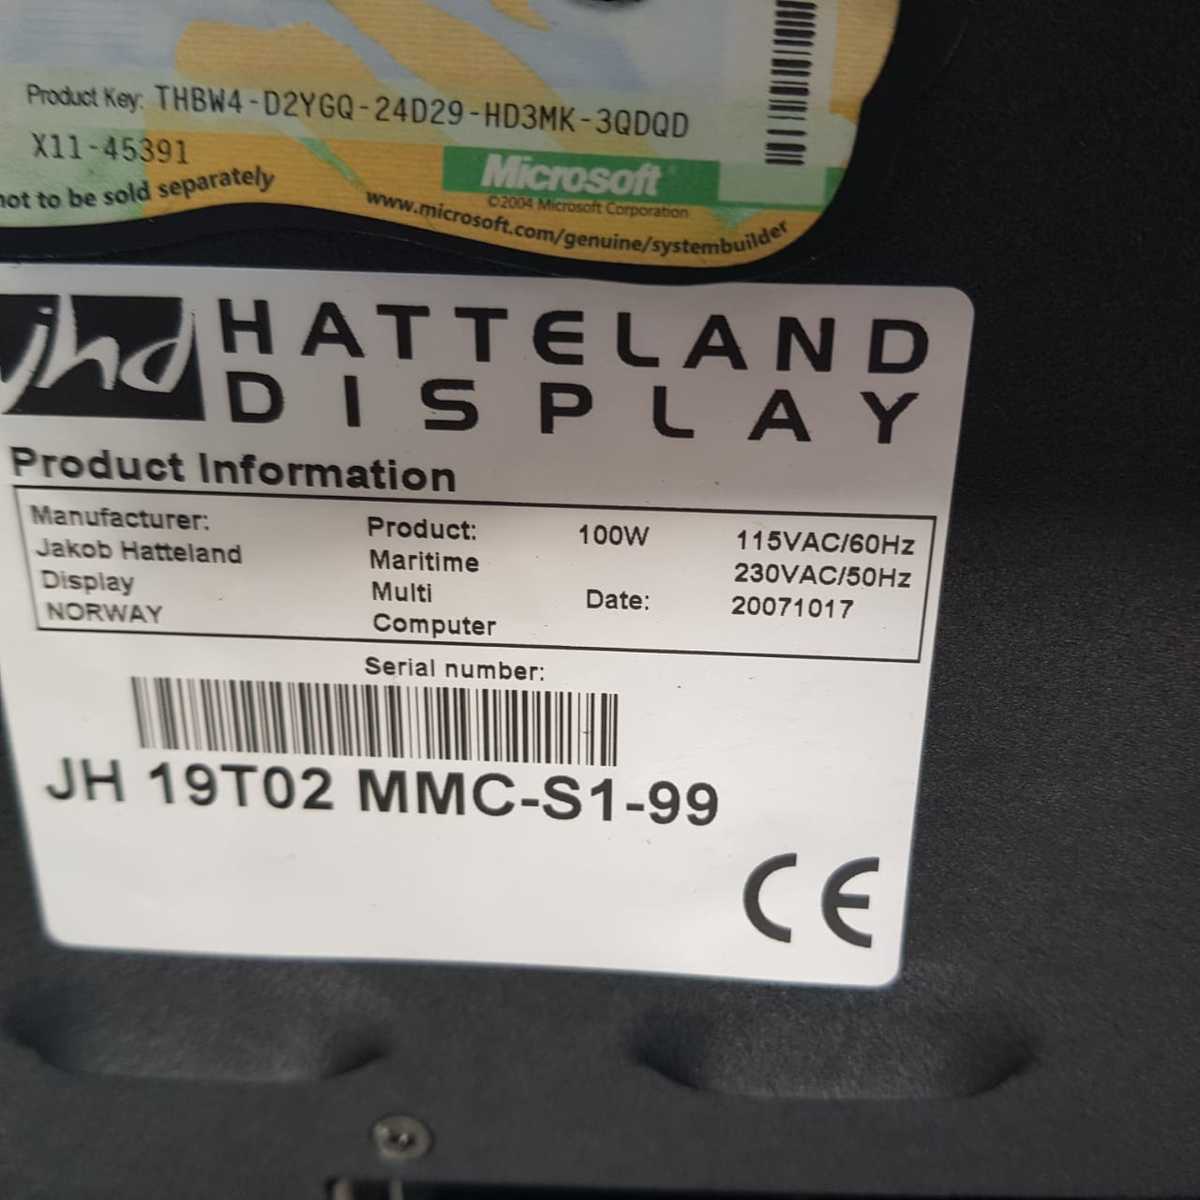 Product Key: THBW4-D2YGQ-24D29-HD3MK-3QDQD
X11-45391
not to be sold separately
Microsoft
©2004 Microsoft Corporation
www.microsoft.com/genuine/systembuilder
jhd
HATTELAND
DISPLAY
Product Information
Manufacturer:
Jakob Hatteland
Display
NORWAY
Product:
Maritime
Multi
Computer
100W
115VAC/60Hz
230VAC/50Hz
Date: 20071017
Serial number:
JH 19T02 MMC-S1-99
CE